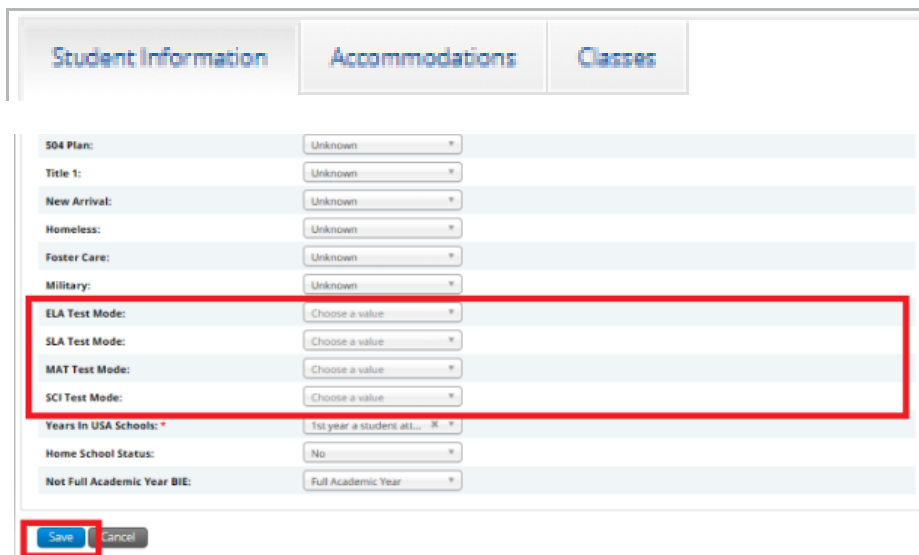 Student Information Accommodations Classes
504 Plan: Unknown
Title 1: Unknown
New Arrival: Unknown
Homeless: Unknown
Foster Care: Unknown
Military: Unknown
ELA Test Mode: Choose a value
SLA Test Mode: Choose a value
MAT Test Mode: Choose a value
SCI Test Mode: Choose a value
Years In USA Schools: * 1st year a student att...
Home School Status: No
Not Full Academic Year BIE: Full Academic Year
Save Cancel